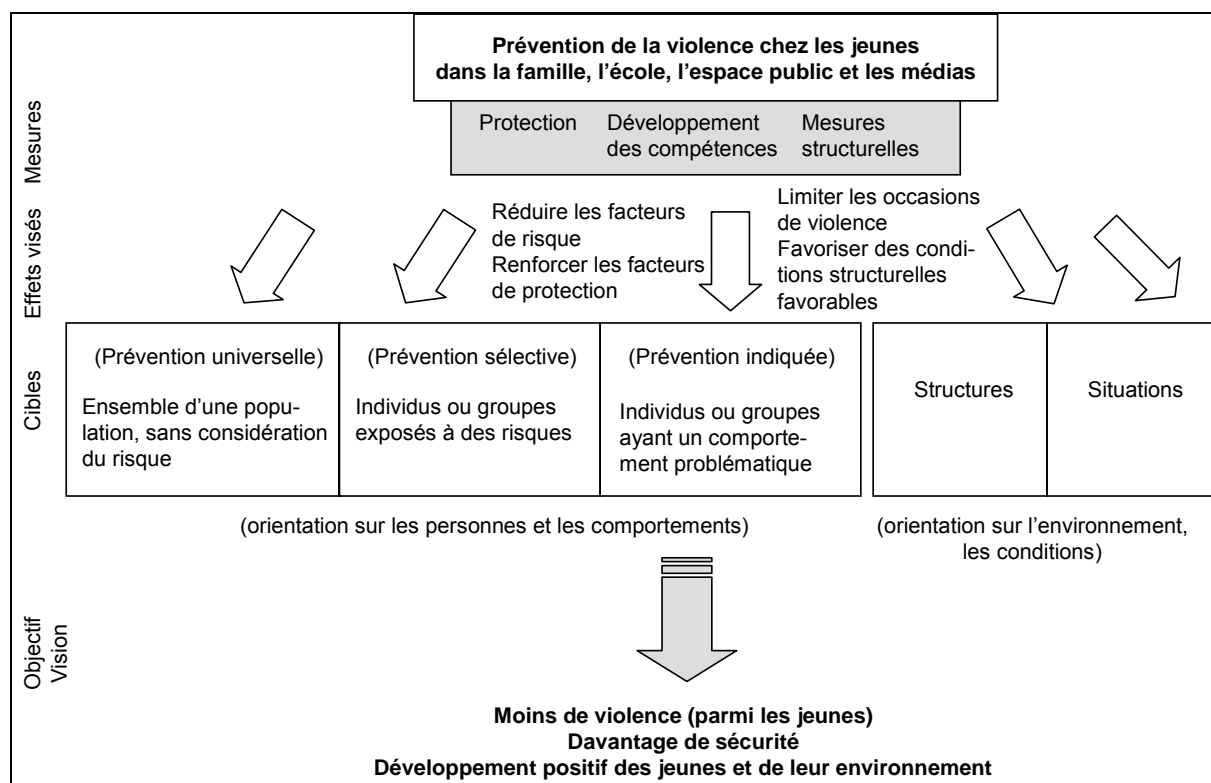 Prévention de la violence chez les jeunes
dans la famille, l'école, l'espace public et les médias
Mesures
Protection
Développement
des compétences
Mesures
structurelles
Effets visés
Réduire les facteurs
de risque
Renforcer les facteurs
de protection
Limiter les occasions
de violence
Favoriser des condi-
tions structurelles
favorables
Cibles
(Prévention universelle)
Ensemble d'une popu-
lation, sans considération
du risque
(Prévention sélective)
Individus ou groupes
exposés à des risques
(Prévention indiquée)
Individus ou groupes
ayant un comporte-
ment problématique
Structures
Situations
(orientation sur les personnes et les comportements)
(orientation sur l'environnement,
les conditions)
Objectif
Vision
Moins de violence (parmi les jeunes)
Davantage de sécurité
Développement positif des jeunes et de leur environnement